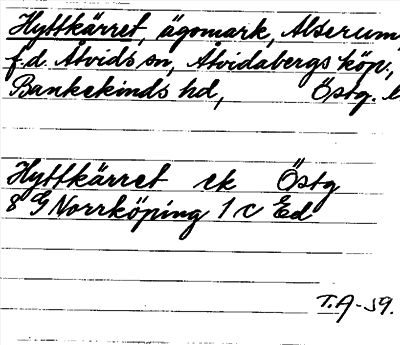 Hyttkärret, ägomark, Alserum,
f.d. Åtvids sn, Åtvidabergs köp.,
Bankekinds hd, Östg. l
Hyttkärret ek Östg
8 G Norrköping 1 c Ed
T.A-59.